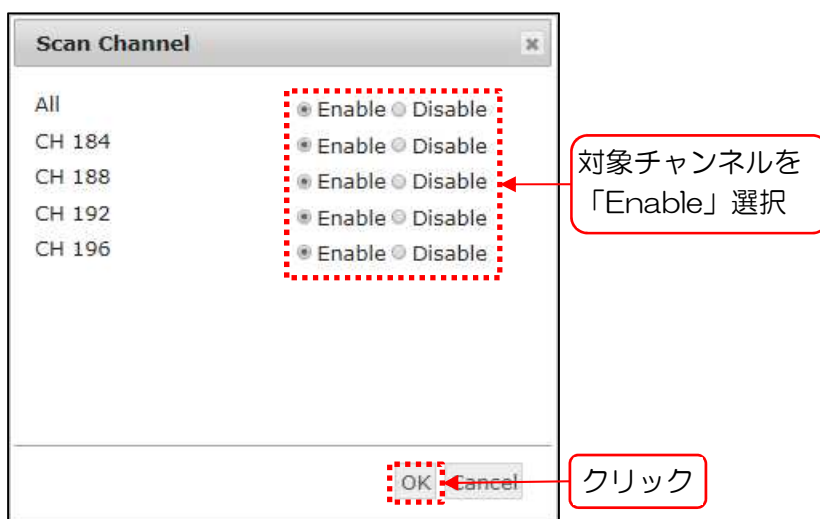 Scan Channel
All Enable Disable
CH 184 Enable Disable
CH 188 Enable Disable
CH 192 Enable Disable
CH 196 Enable Disable
対象チャンネルを
「Enable」選択
OK Cancel
クリック